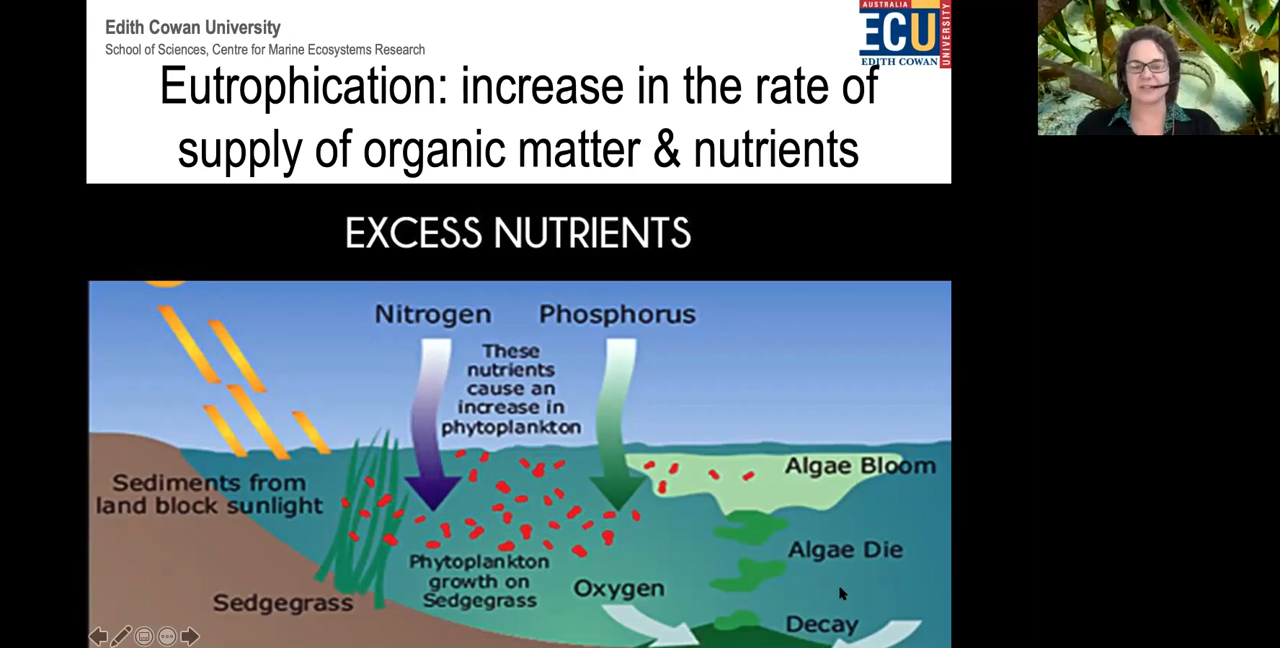 Edith Cowan University
School of Sciences, Centre for Marine Ecosystems Research
AUSTRALIA
ECU
EDITH COWAN
UNIVERSITY
Eutrophication: increase in the rate of
supply of organic matter & nutrients
EXCESS NUTRIENTS
Nitrogen
Phosphorus
These
nutrients
cause an
increase in
phytoplankton
Sediments from
land block sunlight
Algae Bloom
Algae Die
Phytoplankton
growth on
Sedgegrass
Oxygen
Sedgegrass
Decay